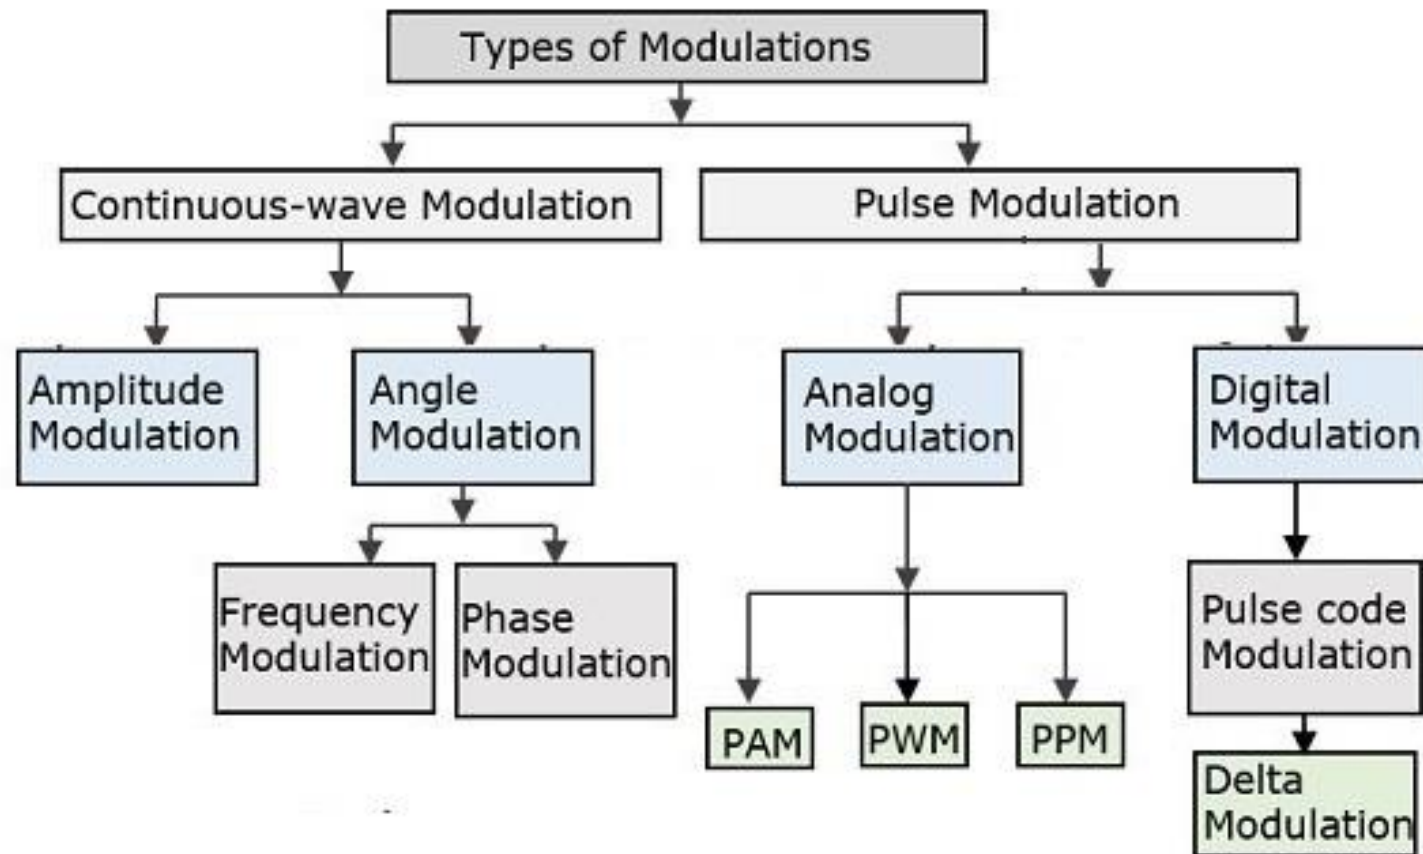 Types of Modulations
Continuous-wave Modulation
Pulse Modulation
Amplitude
Modulation
Angle
Modulation
Analog
Modulation
Digital
Modulation
Frequency
Modulation
Phase
Modulation
Pulse code
Modulation
PAM
PWM
PPM
Delta
Modulation